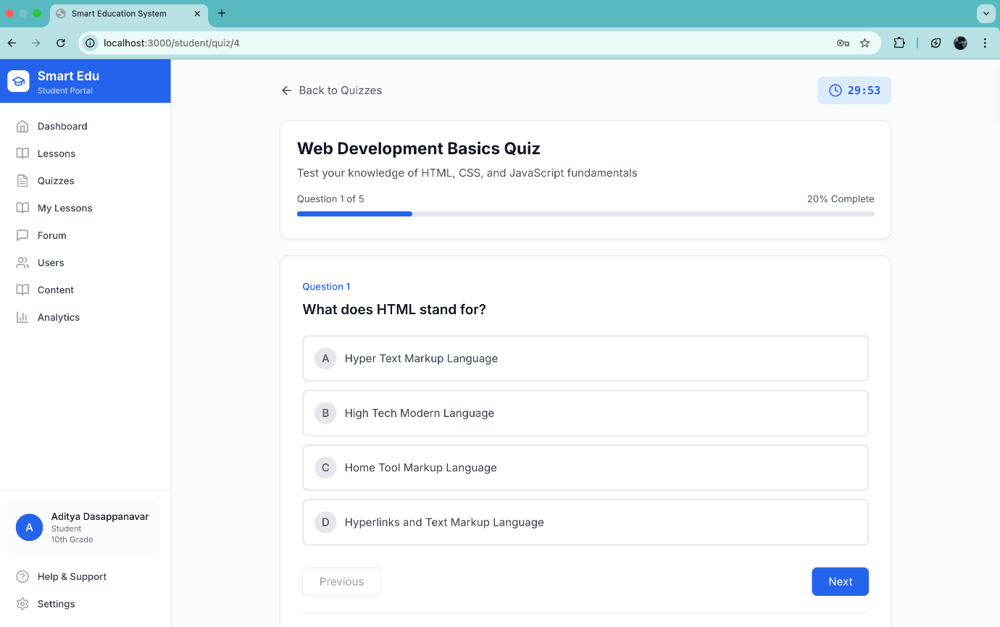 Smart Education System
localhost:3000/student/quiz/4
Smart Edu
Student Portal
Dashboard
Lessons
Quizzes
My Lessons
Forum
Users
Content
Analytics
A
Aditya Dasappanavar
Student
10th Grade
Help & Support
Settings
Back to Quizzes
29:53
Web Development Basics Quiz
Test your knowledge of HTML, CSS, and JavaScript fundamentals
Question 1 of 5
20% Complete
Question 1
What does HTML stand for?
A Hyper Text Markup Language
B High Tech Modern Language
C Home Tool Markup Language
D Hyperlinks and Text Markup Language
Previous
Next